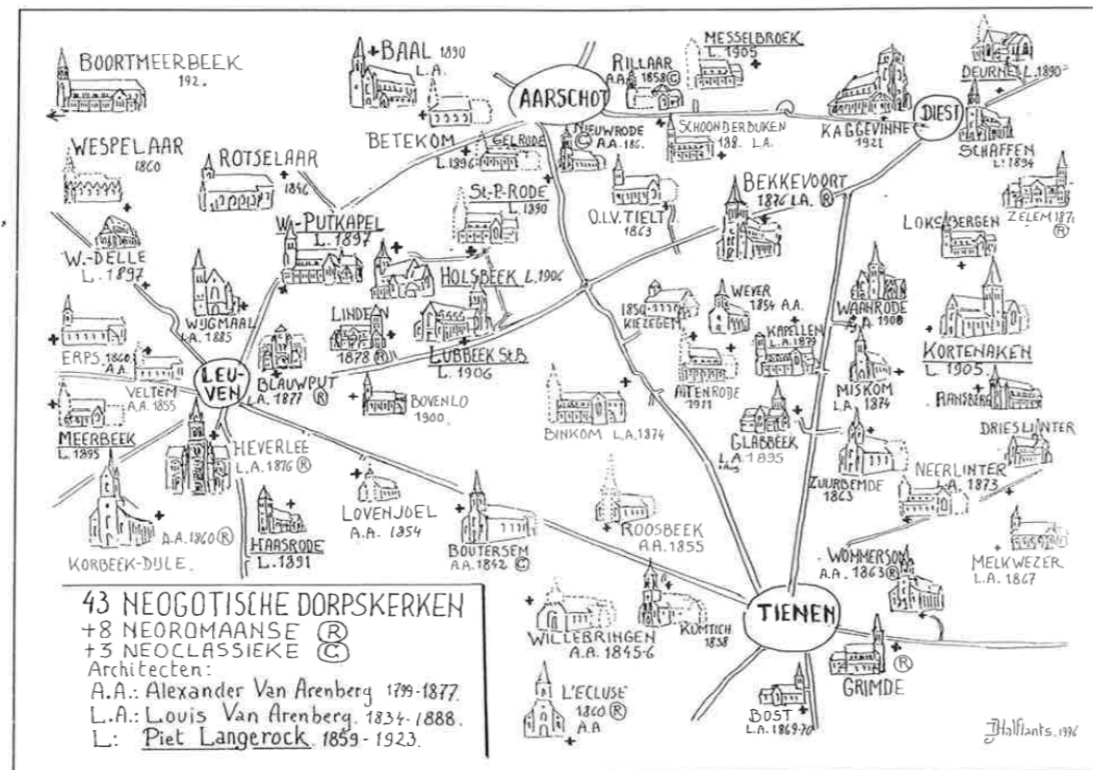 BOORTMEERBEEK
192.
BAAL 1890
L.A.
BETEKOM
AARSCHOT
RILLAAR
A.A. 1858 C
MESSELBROEK
L. 1905
KAGGEVINNE
1921
DIEST
DEURNE L. 1890
SCHAFFEN
L. 1894
WESPELAAR
1860
ROTSELAAR
1846
GELRODE
L. 1896
NIEUWRODE
C A.A. 186.
SCHOONDERBUKEN
188. L.A.
ST.-P.-RODE
L. 1890
O.L.V. TIELT
1863
BEKKEVOORT
1876 L.A. R
ZELEM 187.
R
LOKSBERGEN
W.-DELLE
L. 1897
W.-PUTKAPEL
L. 1897
HOLSBEEK L. 1906
WIJGMAAL
L.A. 1885
LINDEN
1878 R
LUBBEEK St.B.
L. 1906
1850
KIEZEGEM
WEVER
1854 A.A.
WAANRODE
A.A. 1908
KAPELLEN
L.A. 1879
KORTENAKEN
L. 1905.
ERPS 1860
A.A.
VELTEM
A.A. 1855
LEU-
VEN
BLAUWPUT
L.A. 1877 R
BOVENLO
1900
ATTENRODE
1911
MISKOM
L.A. 1874
RANSBERG
MEERBEEK
L. 1895
BINKOM L.A. 1874
GLABBEEK
L.A. 1895
DRIESLINTER
HEVERLEE
L.A. 1876 R
ZUURBEMDE
1863
NEERLINTER
L.A. 1873
A.A. 1860 R
KORBEEK-DIJLE.
HAASRODE
L. 1891
LOVENJOEL
A.A. 1854
BOUTERSEM
A.A. 1842 C
ROOSBEEK
A.A. 1855
WOMMERSOM
A.A. 1863 R
MELKWEZER
L.A. 1867
WILLEBRINGEN
A.A. 1845-6
KUMTICH
1858
TIENEN
R
GRIMDE
L'ECLUSE
1860 R
A.A
BOST
L.A. 1869-70
43 NEOGOTISCHE DORPSKERKEN
+8 NEOROMAANSE R
+3 NEOCLASSIEKE C
Architecten:
A.A.: Alexander Van Arenberg 1799-1877.
L.A.: Louis Van Arenberg. 1834-1888.
L: Piet Langerock. 1859-1923.
Halflants. 1996